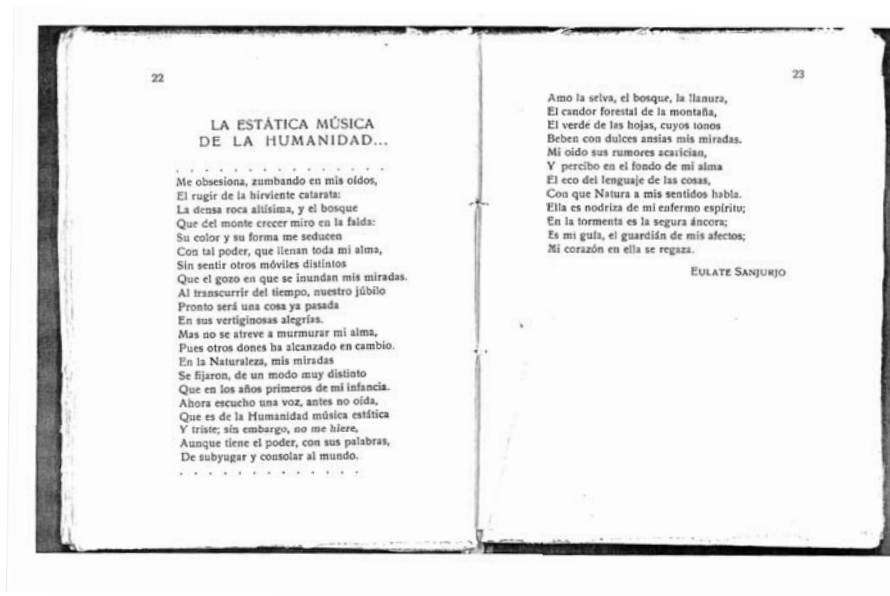 22
LA ESTÁTICA MÚSICA
DE LA HUMANIDAD...
. . . . . . . . . . . . . .
Me obsesiona, zumbando en mis oídos,
El rugir de la hirviente catarata:
La densa roca altísima, y el bosque
Que del monte crecer miro en la falda:
Su color y su forma me seducen
Con tal poder, que llenan toda mi alma,
Sin sentir otros móviles distintos
Que el gozo en que se inundan mis miradas.
Al transcurrir del tiempo, nuestro júbilo
Pronto será una cosa ya pasada
En sus vertiginosas alegrías.
Mas no se atreve a murmurar mi alma,
Pues otros dones ha alcanzado en cambio.
En la Naturaleza, mis miradas
Se fijaron, de un modo muy distinto
Que en los años primeros de mi infancia.
Ahora escucho una voz, antes no oída,
Que es de la Humanidad música estática
Y triste; sin embargo, no me hiere,
Aunque tiene el poder, con sus palabras,
De subyugar y consolar al mundo.
. . . . . . . . . . . . .
23
Amo la selva, el bosque, la llanura,
El candor forestal de la montaña,
El verde de las hojas, cuyos tonos
Beben con dulces ansias mis miradas.
Mi oído sus rumores acarician,
Y percibo en el fondo de mi alma
El eco del lenguaje de las cosas,
Con que Natura a mis sentidos habla.
Ella es nodriza de mi enfermo espíritu;
En la tormenta es la segura áncora;
Es mi guía, el guardián de mis afectos;
Mi corazón en ella se regaza.
EULATE SANJURJO